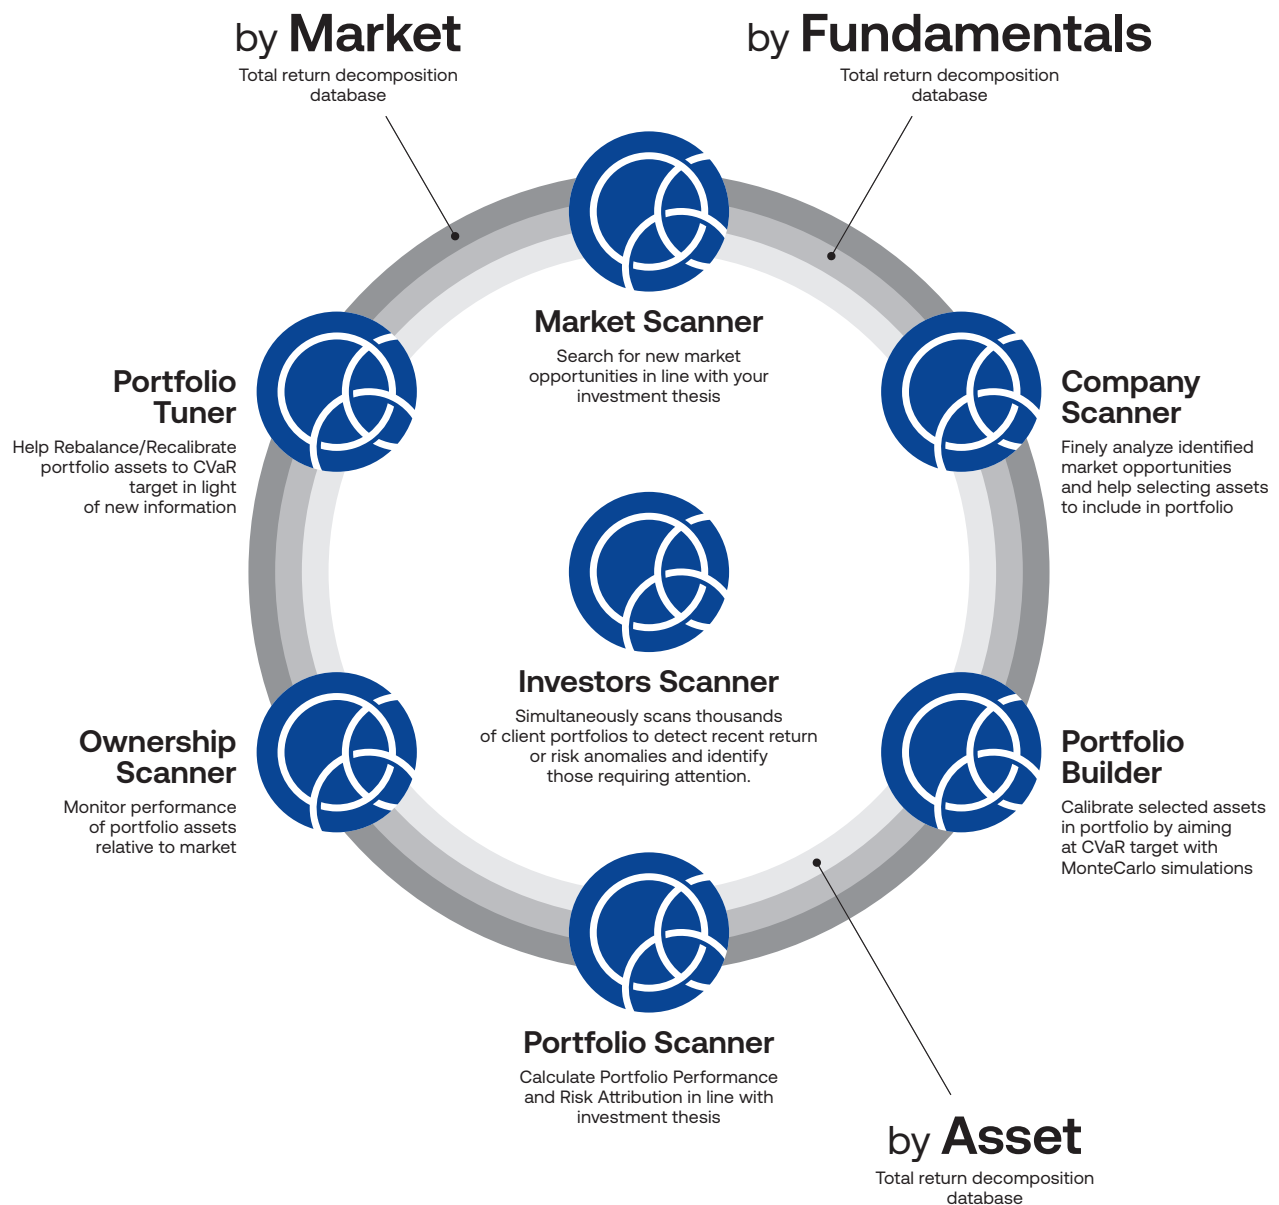 by Market
Total return decomposition
database
by Fundamentals
Total return decomposition
database
Market Scanner
Search for new market
opportunities in line with your
investment thesis
Portfolio
Tuner
Help Rebalance/Recalibrate
portfolio assets to CVaR
target in light
of new information
Company
Scanner
Finely analyze identified
market opportunities
and help selecting assets
to include in portfolio
Investors Scanner
Simultaneously scans thousands
of client portfolios to detect recent return
or risk anomalies and identify
those requiring attention.
Ownership
Scanner
Monitor performance
of portfolio assets
relative to market
Portfolio
Builder
Calibrate selected assets
in portfolio by aiming
at CVaR target with
MonteCarlo simulations
Portfolio Scanner
Calculate Portfolio Performance
and Risk Attribution in line with
investment thesis
by Asset
Total return decomposition
database